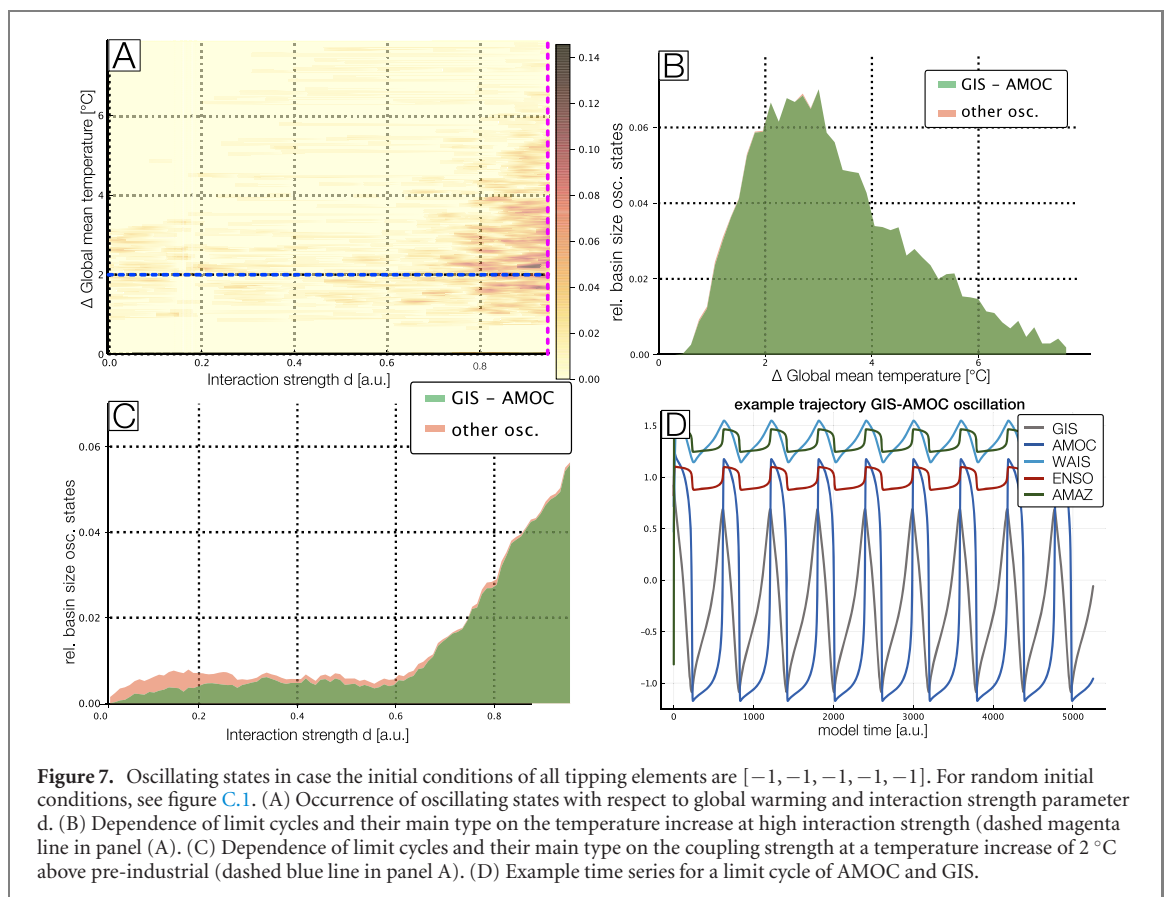 A
Δ Global mean temperature [°C]
6
4
2
0
0.0 0.2 0.4 0.6 0.8
Interaction strength d [a.u.]
0.14
0.12
0.10
0.08
0.06
0.04
0.02
0.00
B
GIS – AMOC
other osc.
rel. basin size osc. states
0.06
0.04
0.02
0.00
0 2 4 6
Δ Global mean temperature [°C]
C
GIS – AMOC
other osc.
rel. basin size osc. states
0.06
0.04
0.02
0.00
0.0 0.2 0.4 0.6 0.8
Interaction strength d [a.u.]
example trajectory GIS-AMOC oscillation
D
GIS
AMOC
WAIS
ENSO
AMAZ
1.5
1.0
0.5
0.0
−0.5
−1.0
0 1000 2000 3000 4000 5000
model time [a.u.]
Figure 7. Oscillating states in case the initial conditions of all tipping elements are [−1, −1, −1, −1, −1]. For random initial
conditions, see figure C.1. (A) Occurrence of oscillating states with respect to global warming and interaction strength parameter
d. (B) Dependence of limit cycles and their main type on the temperature increase at high interaction strength (dashed magenta
line in panel (A). (C) Dependence of limit cycles and their main type on the coupling strength at a temperature increase of 2 °C
above pre-industrial (dashed blue line in panel A). (D) Example time series for a limit cycle of AMOC and GIS.